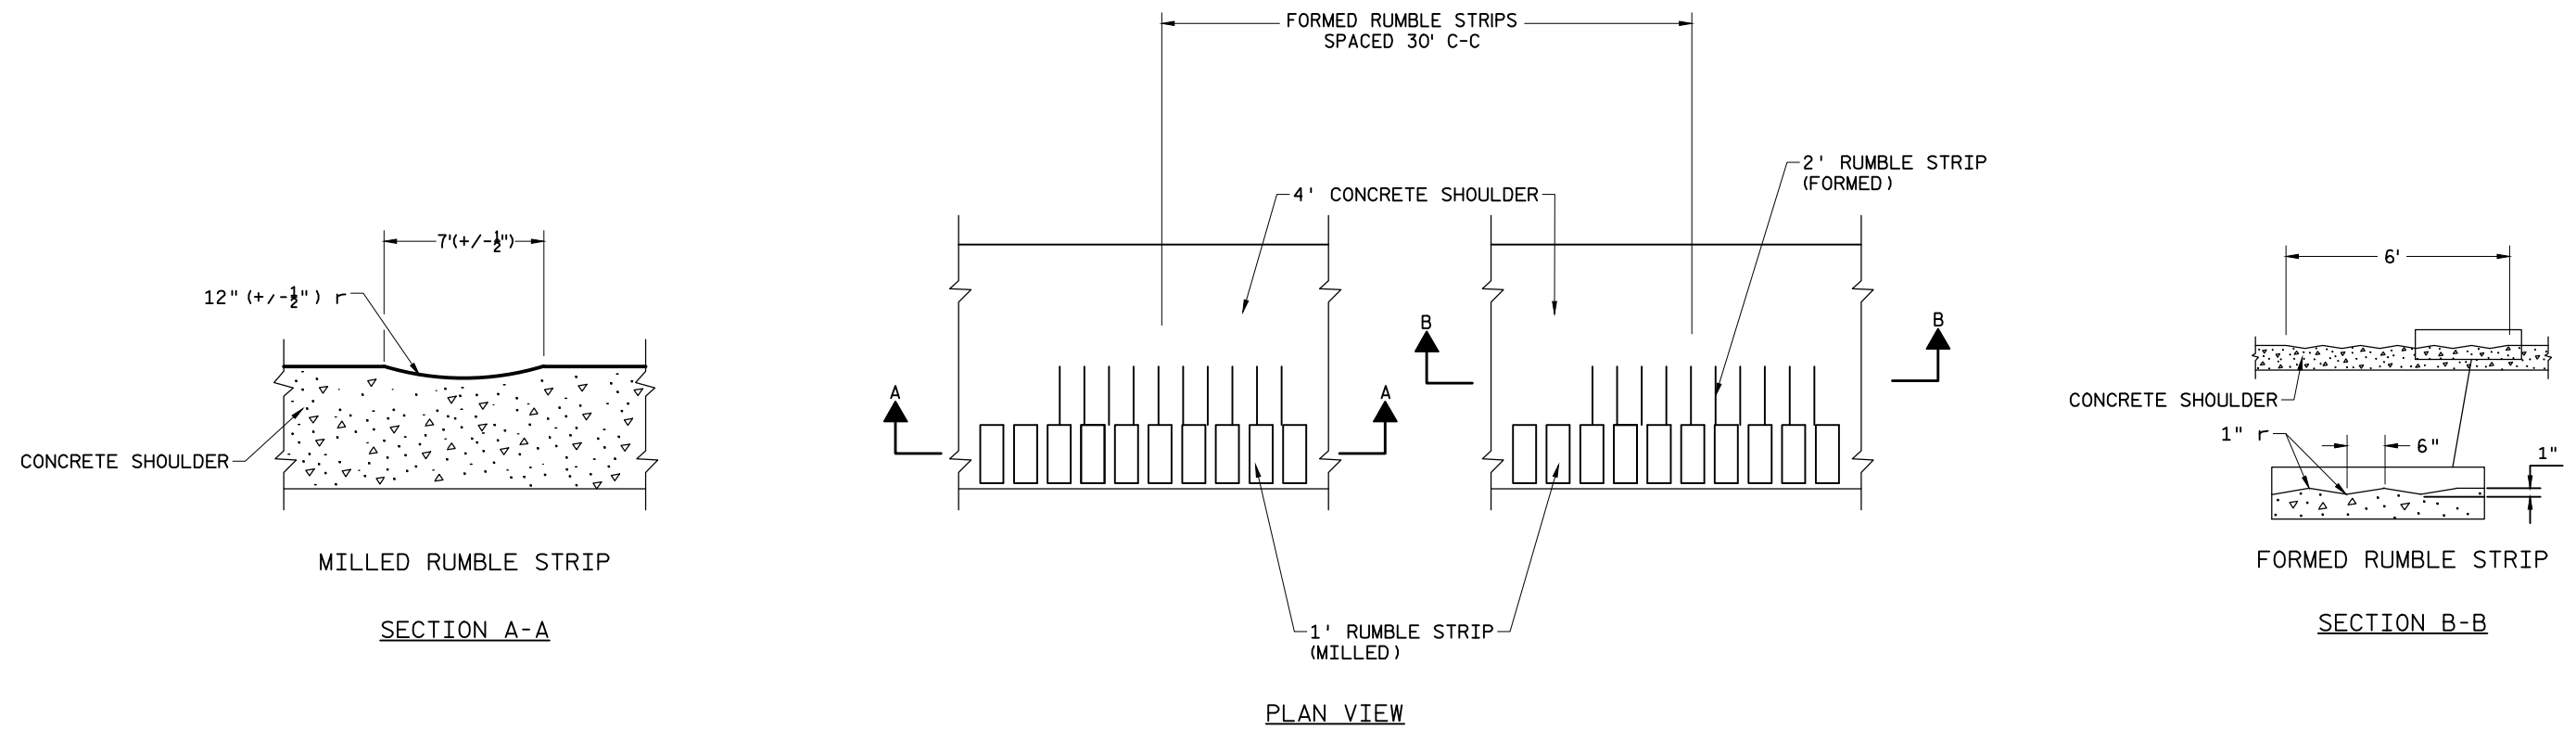 7'(+/-1/2")
12"(+/-1/2") r
CONCRETE SHOULDER
MILLED RUMBLE STRIP
SECTION A-A
FORMED RUMBLE STRIPS
SPACED 30' C-C
4' CONCRETE SHOULDER
2' RUMBLE STRIP
(FORMED)
A
A
B
B
1' RUMBLE STRIP
(MILLED)
PLAN VIEW
6'
CONCRETE SHOULDER
1" r
6"
1"
FORMED RUMBLE STRIP
SECTION B-B